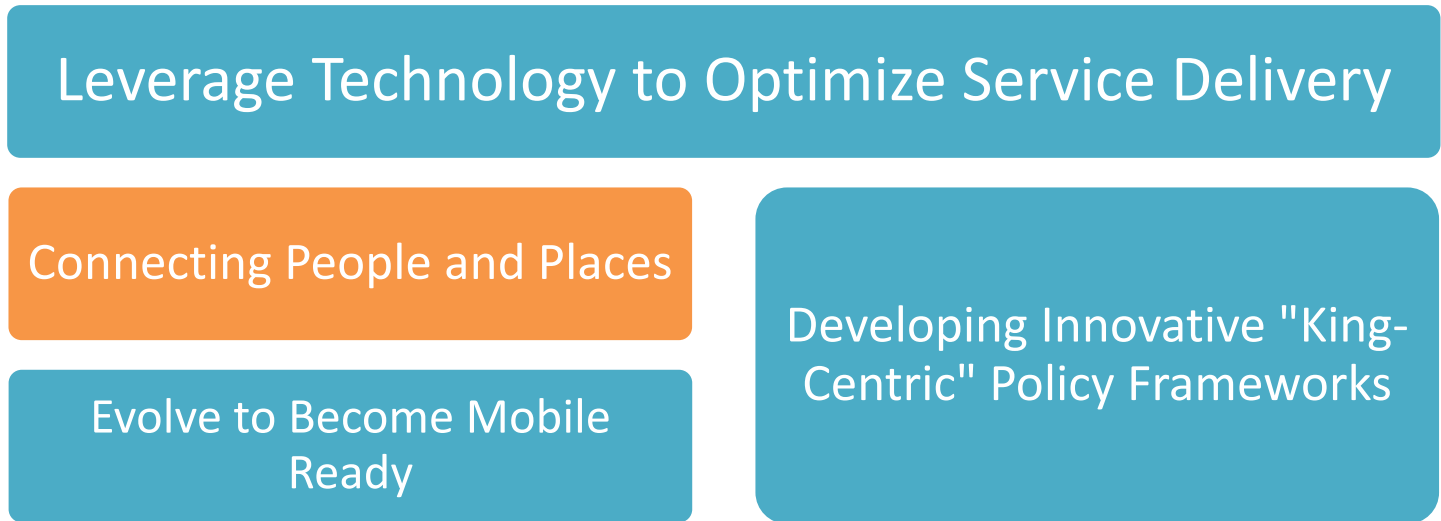 Leverage Technology to Optimize Service Delivery
Connecting People and Places
Evolve to Become Mobile
Ready
Developing Innovative "King-
Centric" Policy Frameworks